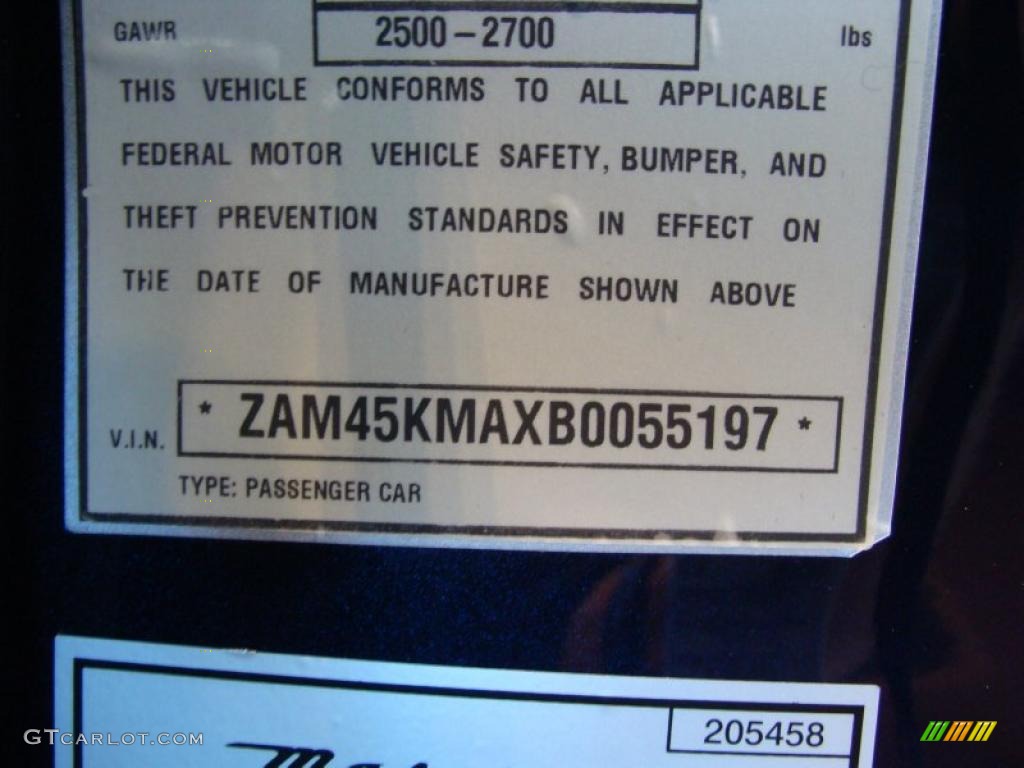 GAWR 2500-2700 lbs
THIS VEHICLE CONFORMS TO ALL APPLICABLE
FEDERAL MOTOR VEHICLE SAFETY, BUMPER, AND
THEFT PREVENTION STANDARDS IN EFFECT ON
THE DATE OF MANUFACTURE SHOWN ABOVE
V.I.N. * ZAM45KMAXB0055197 *
TYPE: PASSENGER CAR
205458
GTCARLOT.COM